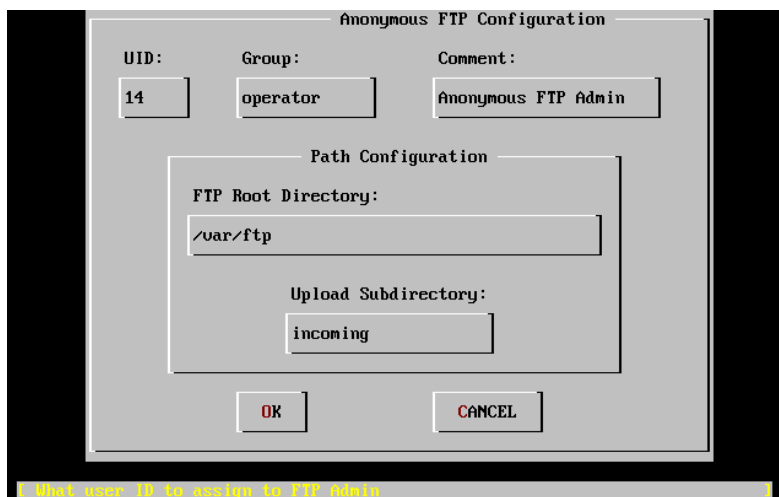 Anonymous FTP Configuration
UID: Group: Comment:
14 operator Anonymous FTP Admin
Path Configuration
FTP Root Directory:
/var/ftp
Upload Subdirectory:
incoming
OK CANCEL
[ What user ID to assign to FTP Admin ]